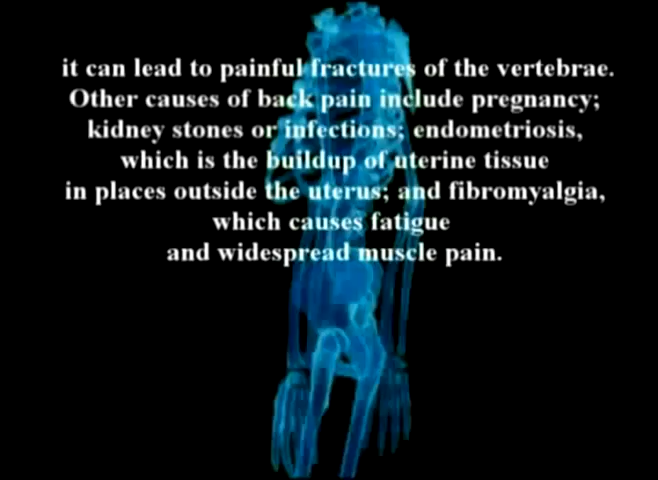 it can lead to painful fractures of the vertebrae.
Other causes of back pain include pregnancy;
kidney stones or infections; endometriosis,
which is the buildup of uterine tissue
in places outside the uterus; and fibromyalgia,
which causes fatigue
and widespread muscle pain.